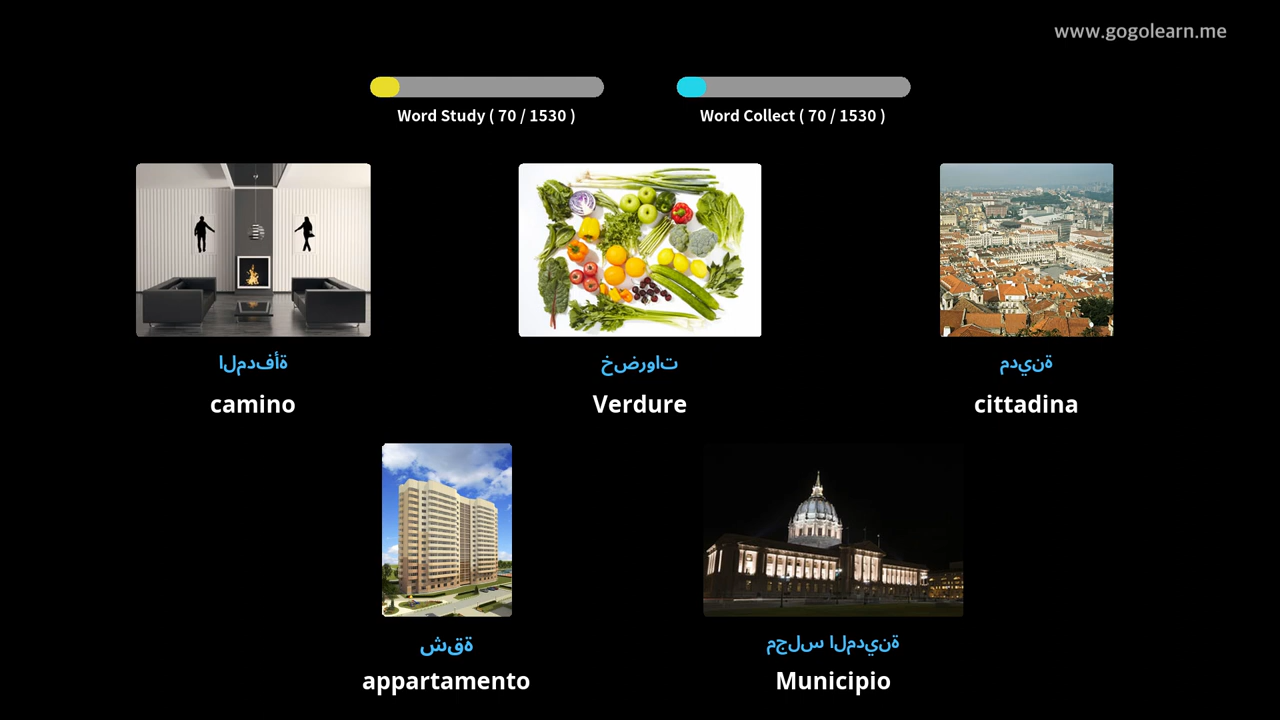 www.gogolearn.me
Word Study ( 70 / 1530 )
Word Collect ( 70 / 1530 )
المدفأة
camino
خضروات
Verdure
مدينة
cittadina
شقة
appartamento
مجلس المدينة
Municipio